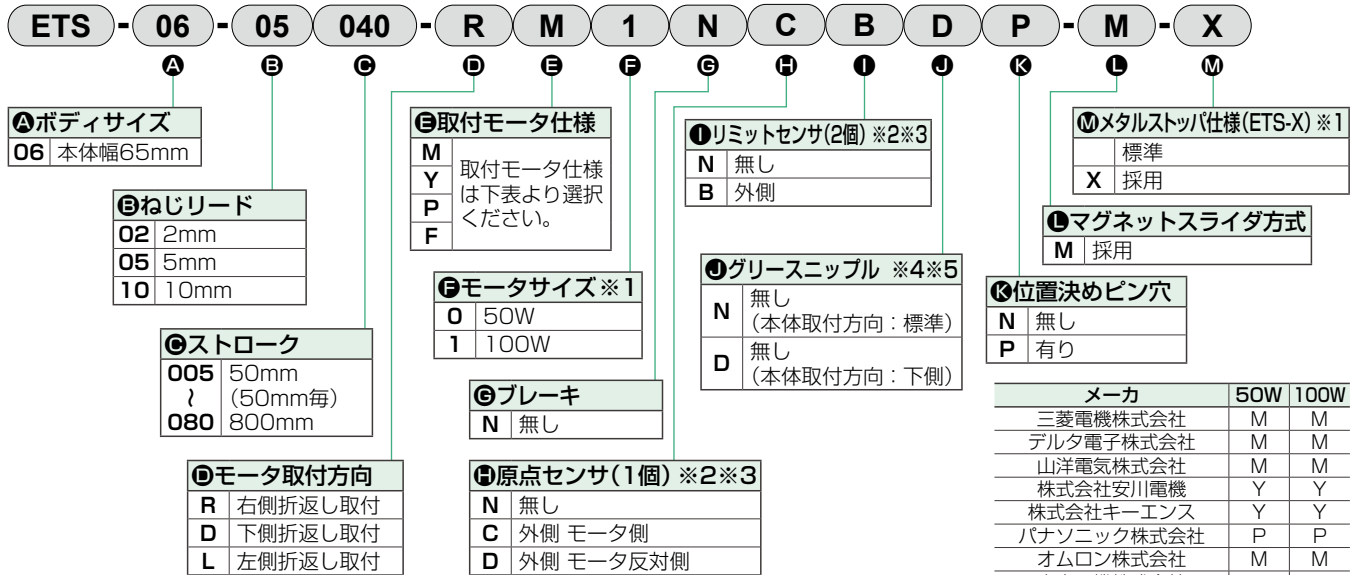 ETS - 06 - 05 040 - R M 1 N C B D P - M - X
A B C D E F G H I J K L M
Aボディサイズ
06 本体幅65mm
Bねじリード
02 2mm
05 5mm
10 10mm
Cストローク
005 50mm
〜 (50mm毎)
080 800mm
Dモータ取付方向
R 右側折返し取付
D 下側折返し取付
L 左側折返し取付
E取付モータ仕様
M
Y
P
F
取付モータ仕様
は下表より選択
ください。
Fモータサイズ※1
0 50W
1 100W
Gブレーキ
N 無し
H原点センサ(1個) ※2※3
N 無し
C 外側 モータ側
D 外側 モータ反対側
Iリミットセンサ(2個) ※2※3
N 無し
B 外側
Jグリースニップル ※4※5
N 無し
(本体取付方向:標準)
D 無し
(本体取付方向:下側)
K位置決めピン穴
N 無し
P 有り
Lマグネットスライダ方式
M 採用
Mメタルストッパ仕様(ETS-X)※1
標準
X 採用
メーカ 50W 100W
三菱電機株式会社 M M
デルタ電子株式会社 M M
山洋電気株式会社 M M
株式会社安川電機 Y Y
株式会社キーエンス Y Y
パナソニック株式会社 P P
オムロン株式会社 M M